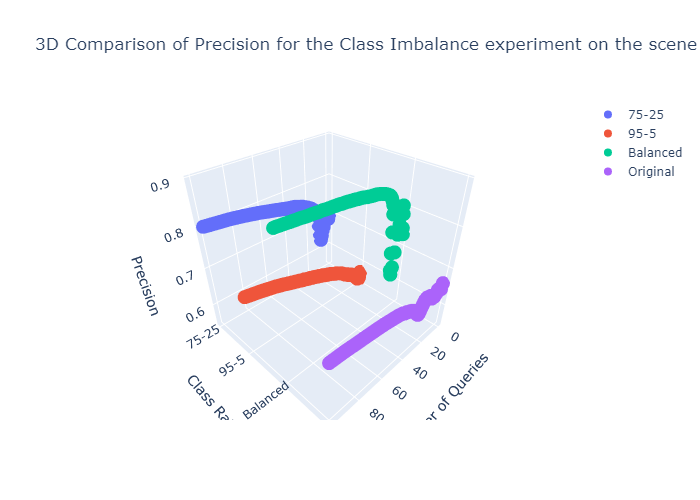 3D Comparison of Precision for the Class Imbalance experiment on the scene
75-25
95-5
Balanced
Original
0.9
0.8
0.7
0.6
Precision
75-25
95-5
Balanced
Class
0
20
40
60
80
of Queries